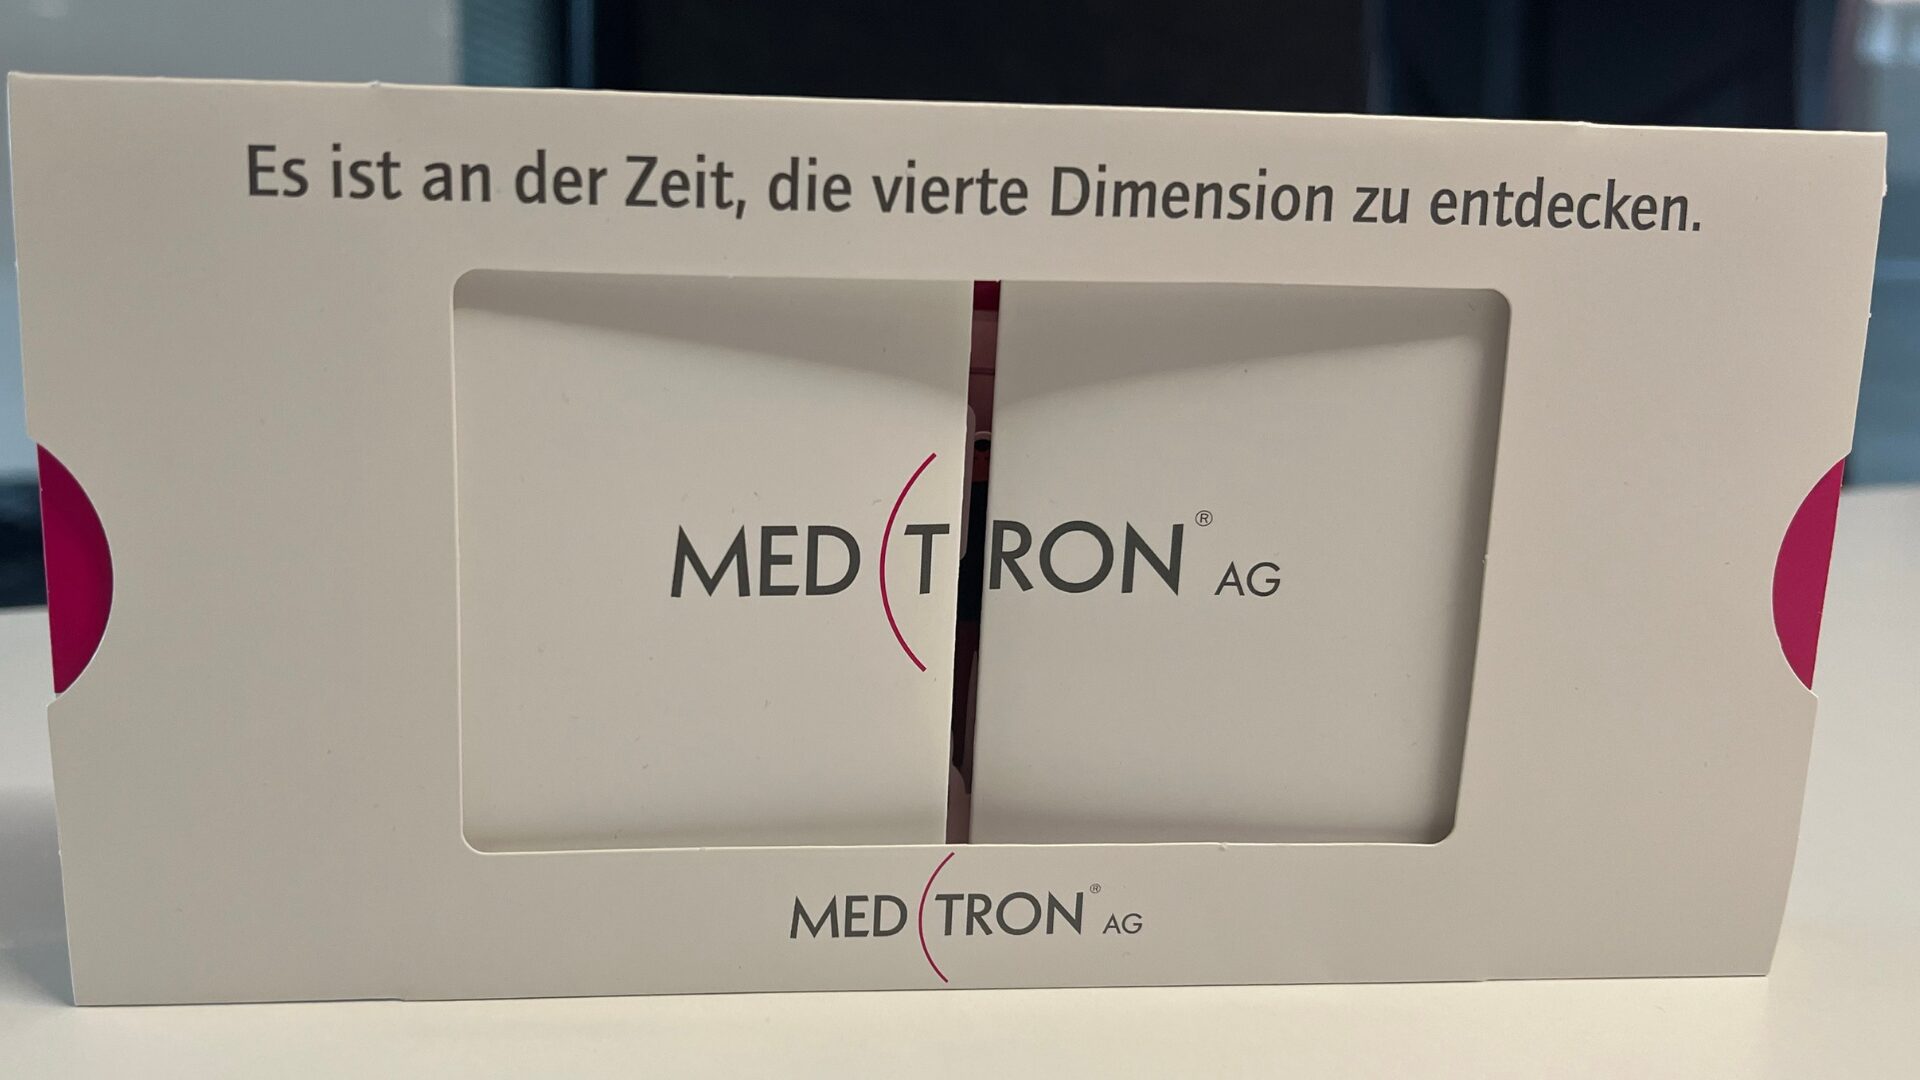 Es ist an der Zeit, die vierte Dimension zu entdecken.
MED(TRON® AG
MED(TRON® AG